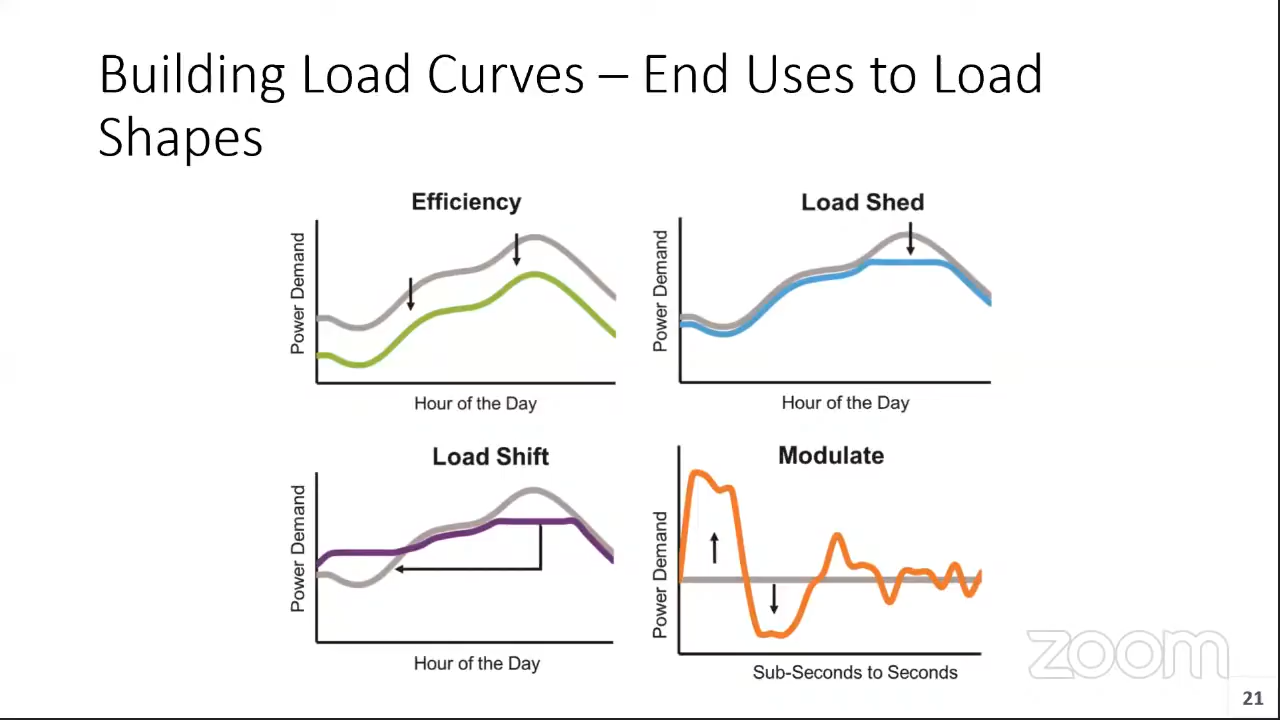 Building Load Curves – End Uses to Load
Shapes
Efficiency
Power Demand
Hour of the Day
Load Shed
Power Demand
Hour of the Day
Load Shift
Power Demand
Hour of the Day
Modulate
Power Demand
Sub-Seconds to Seconds
zoom
21